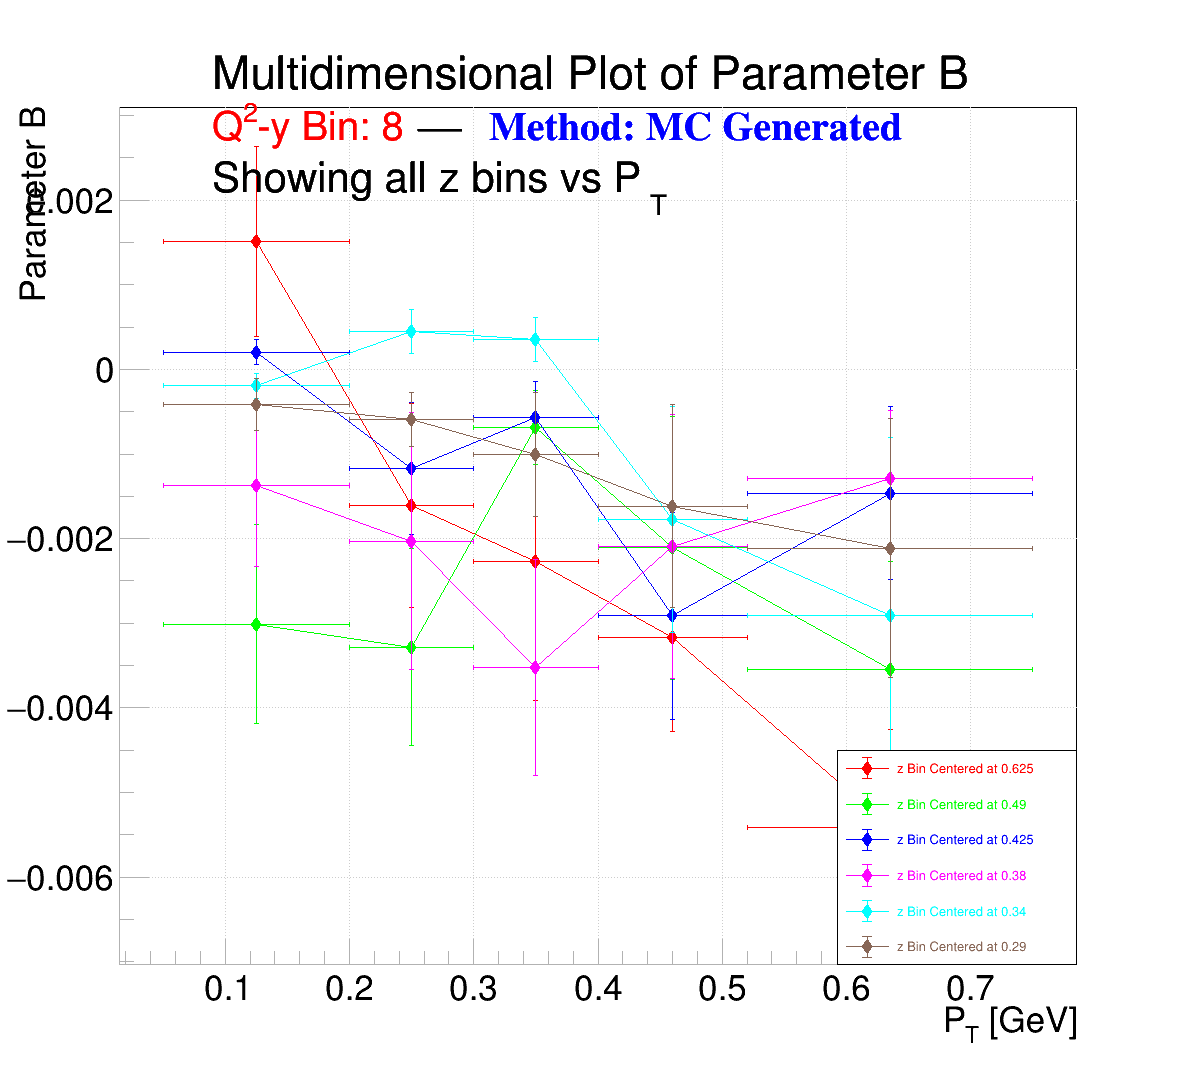 Multidimensional Plot of Parameter B
Q²-y Bin: 8 — Method: MC Generated
Showing all z bins vs P_T
Parameter B
0.002
0
−0.002
−0.004
−0.006
z Bin Centered at 0.625
z Bin Centered at 0.49
z Bin Centered at 0.425
z Bin Centered at 0.38
z Bin Centered at 0.34
z Bin Centered at 0.29
0.1 0.2 0.3 0.4 0.5 0.6 0.7
P_T [GeV]